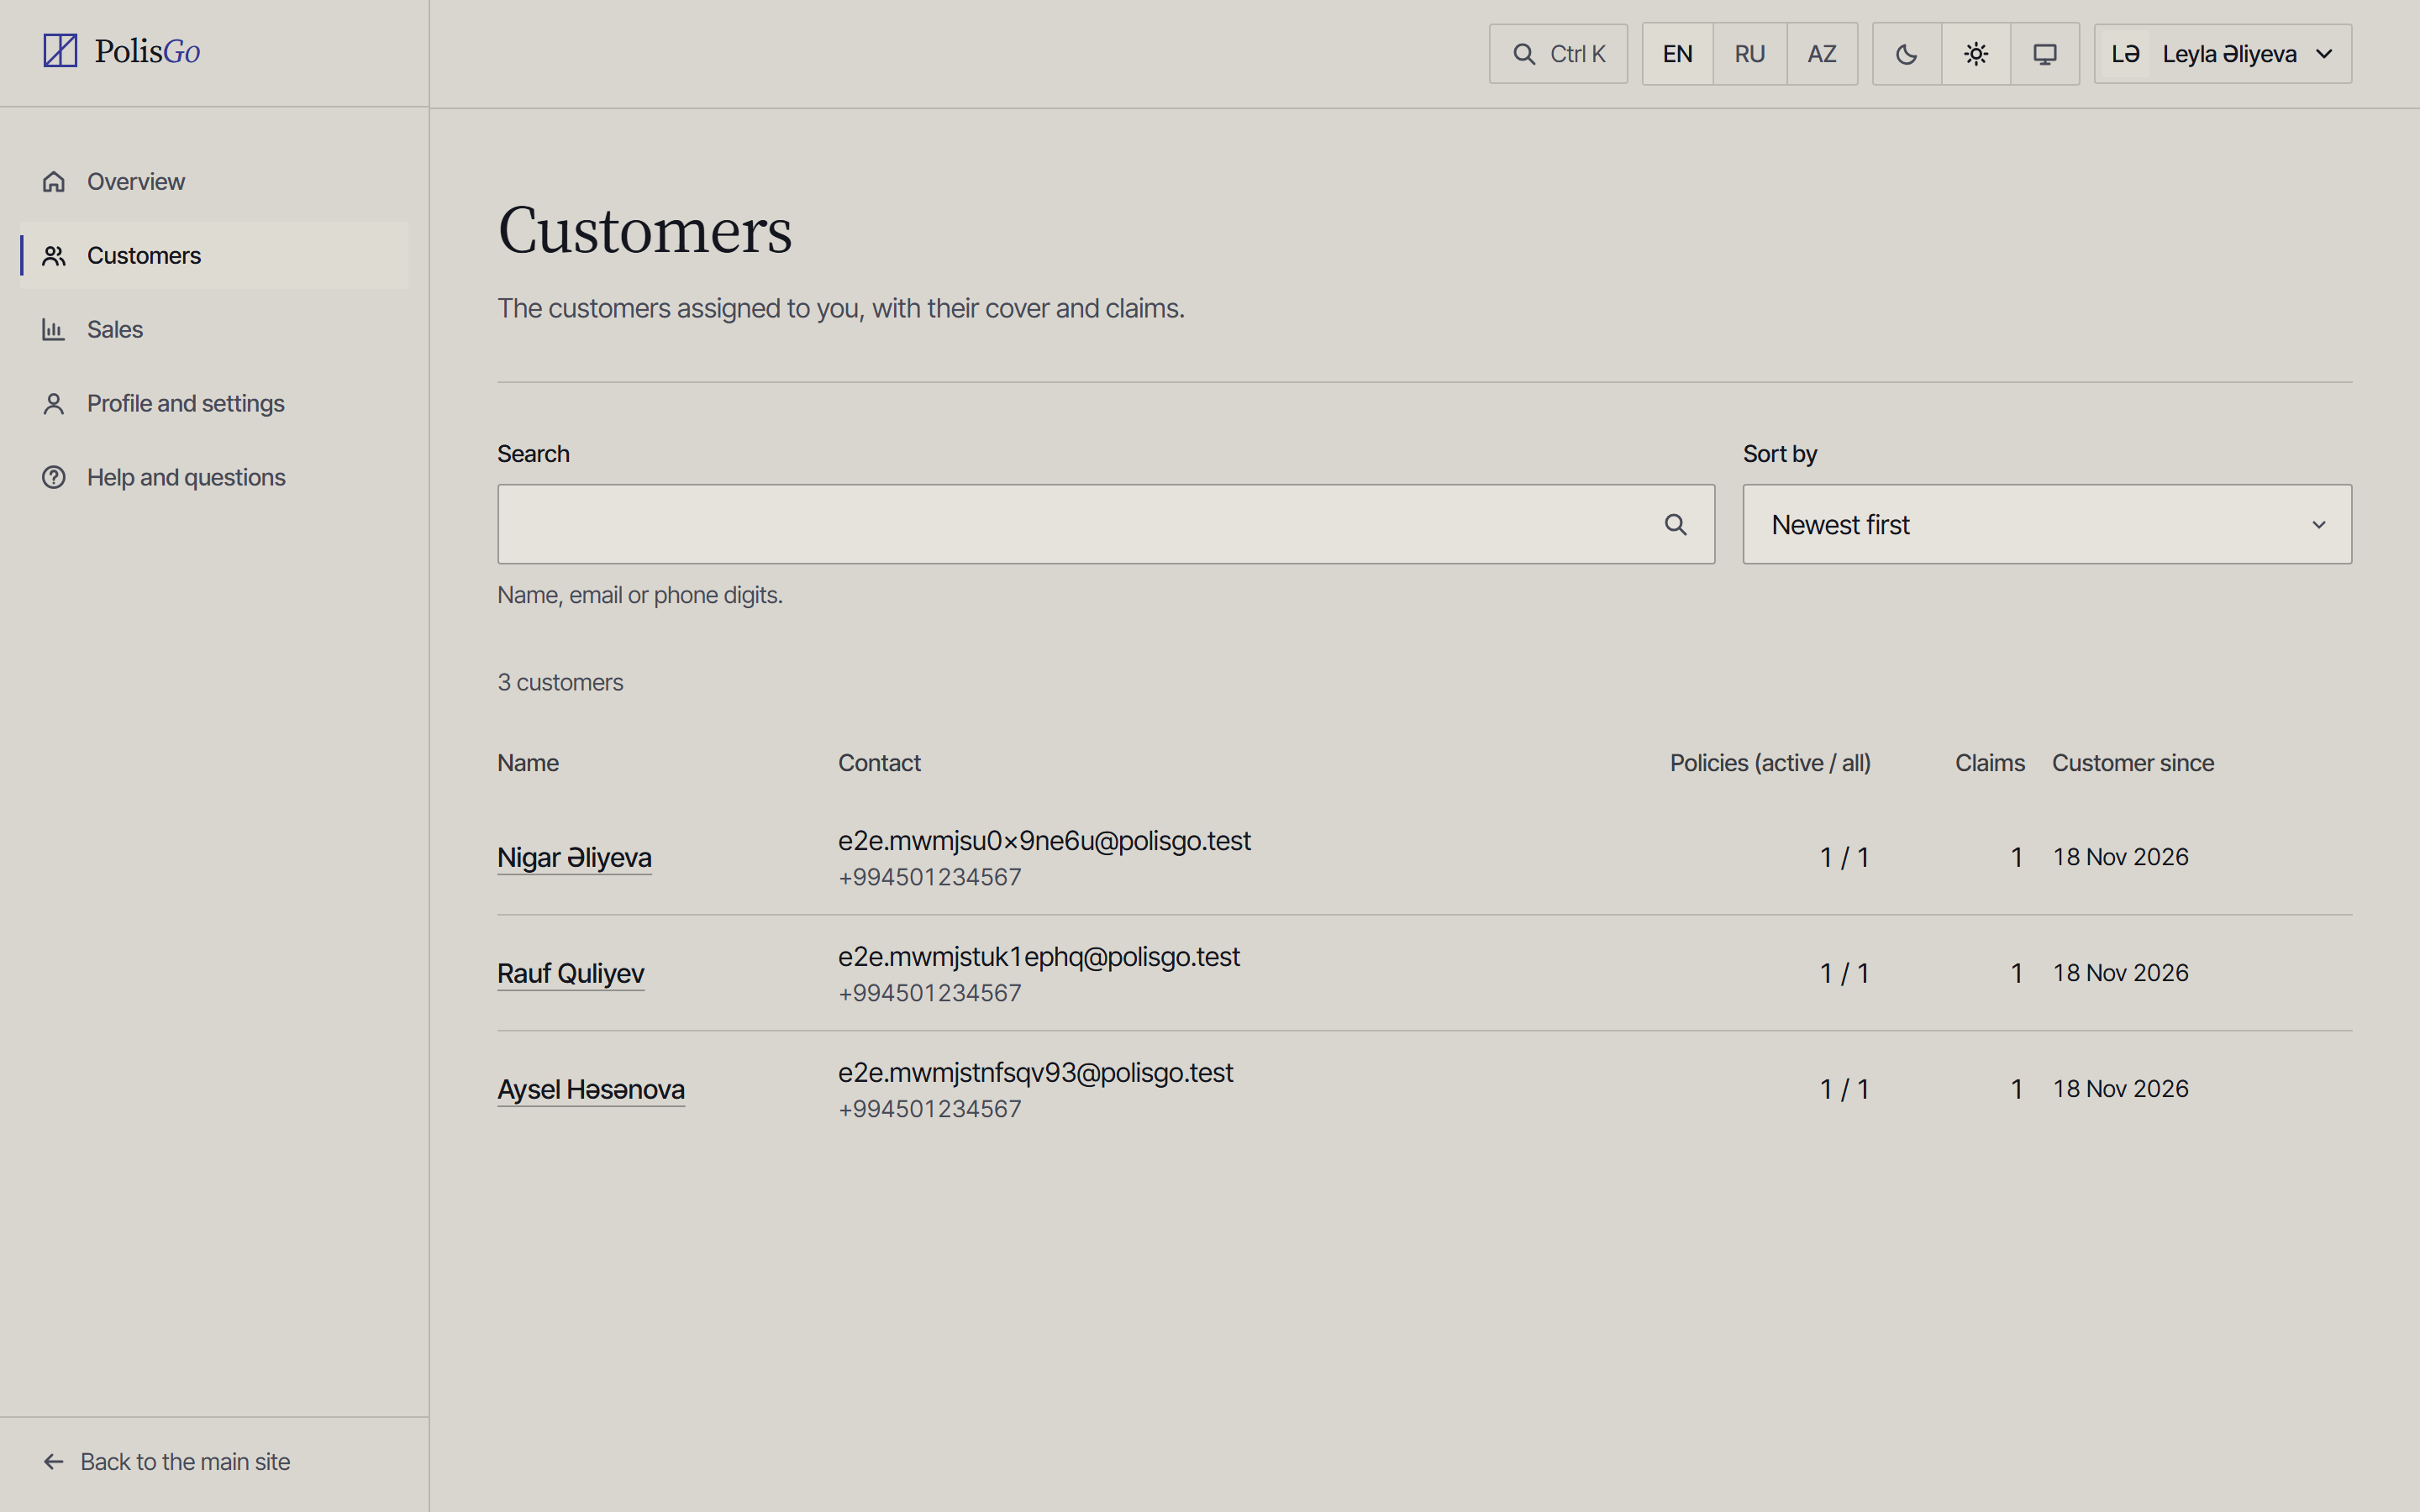 PolisGo
Ctrl K
EN
RU
AZ
LƏ
Leyla Əliyeva
Overview
Customers
Sales
Profile and settings
Help and questions
Back to the main site
Customers
The customers assigned to you, with their cover and claims.
Search
Sort by
Newest first
Name, email or phone digits.
3 customers
Name Contact Policies (active / all) Claims Customer since
Nigar Əliyeva e2e.mwmjsu0×9ne6u@polisgo.test 1 / 1 1 18 Nov 2026
+994501234567
Rauf Quliyev e2e.mwmjstuk1ephq@polisgo.test 1 / 1 1 18 Nov 2026
+994501234567
Aysel Həsənova e2e.mwmjstnfsqv93@polisgo.test 1 / 1 1 18 Nov 2026
+994501234567